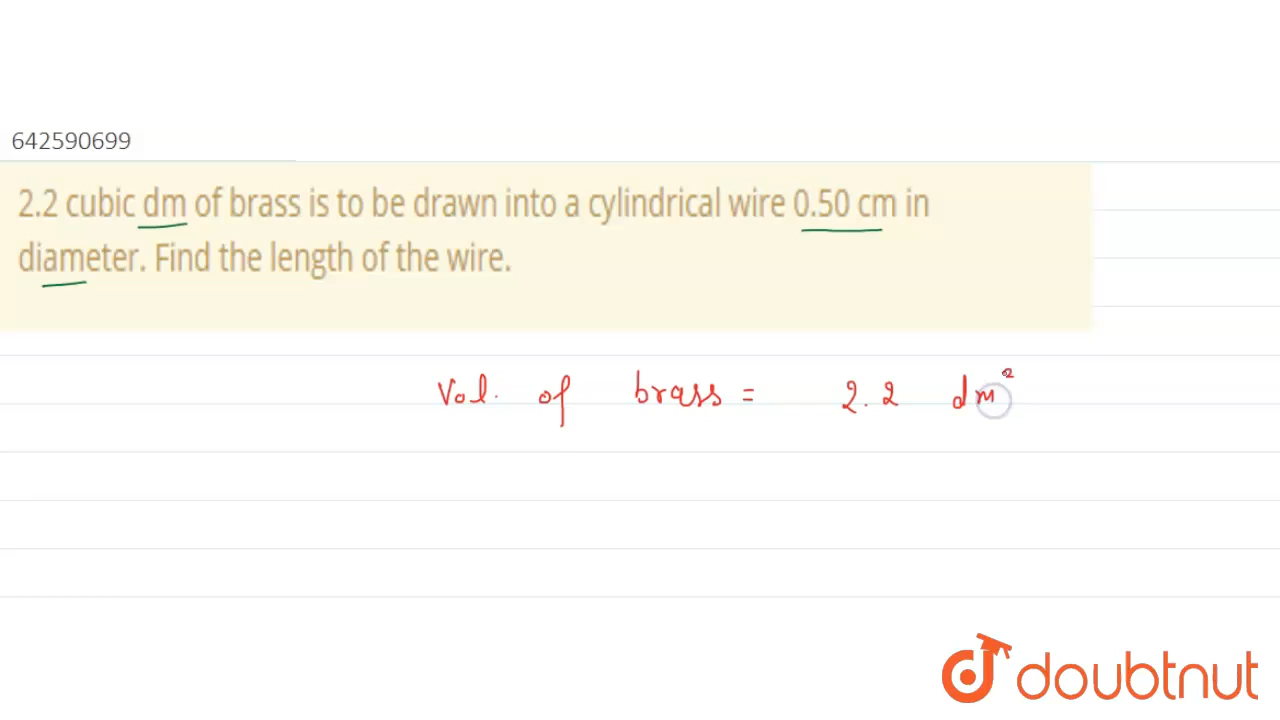 642590699
2.2 cubic dm of brass is to be drawn into a cylindrical wire 0.50 cm in
diameter. Find the length of the wire.
Vol. of brass = 2.2 dm²
doubtnut